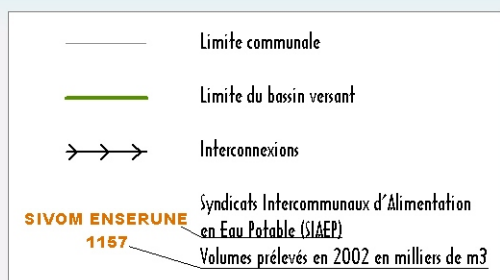 Limite communale
Limite du bassin versant
Interconnexions
SIVOM ENSERUNE
1157
Syndicats Intercommunaux d'Alimentation
en Eau Potable (SIAEP)
Volumes prélevés en 2002 en milliers de m3